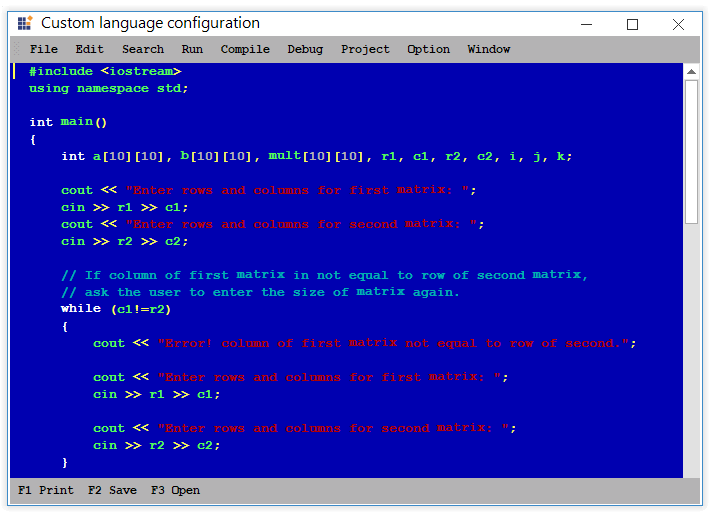 Custom language configuration
File Edit Search Run Compile Debug Project Option Window
#include <iostream>
using namespace std;
int main()
{
int a[10][10], b[10][10], mult[10][10], r1, c1, r2, c2, i, j, k;
cout << "Enter rows and columns for first matrix: ";
cin >> r1 >> c1;
cout << "Enter rows and columns for second matrix: ";
cin >> r2 >> c2;
// If column of first matrix in not equal to row of second matrix,
// ask the user to enter the size of matrix again.
while (c1!=r2)
{
cout << "Error! column of first matrix not equal to row of second.";
cout << "Enter rows and columns for first matrix: ";
cin >> r1 >> c1;
cout << "Enter rows and columns for second matrix: ";
cin >> r2 >> c2;
}
F1 Print F2 Save F3 Open